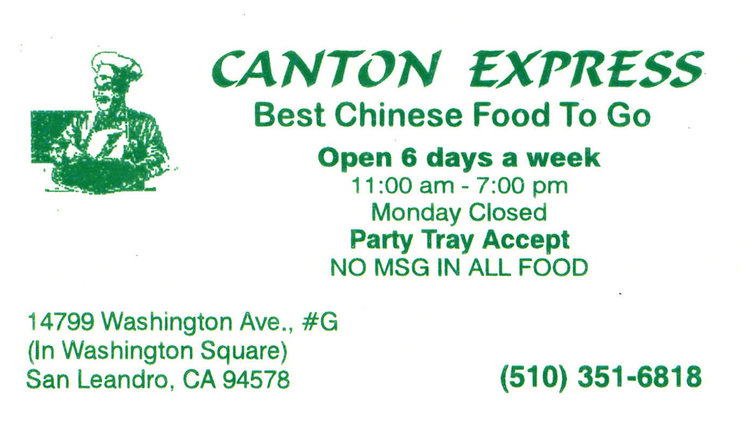 CANTON EXPRESS
Best Chinese Food To Go
Open 6 days a week
11:00 am - 7:00 pm
Monday Closed
Party Tray Accept
NO MSG IN ALL FOOD
14799 Washington Ave., #G
(In Washington Square)
San Leandro, CA 94578
(510) 351-6818